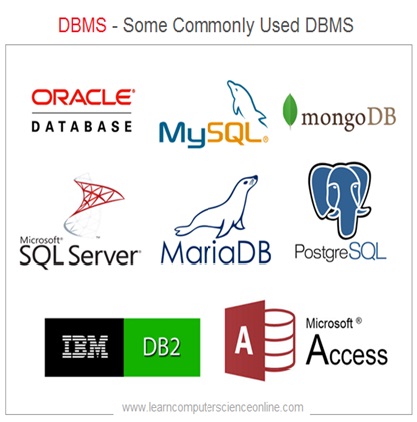 DBMS - Some Commonly Used DBMS
ORACLE®
DATABASE
MySQL®
mongoDB
Microsoft®
SQL Server®
MariaDB
PostgreSQL
IBM DB2
A
Microsoft ®
Access
www.learncomputerscienceonline.com